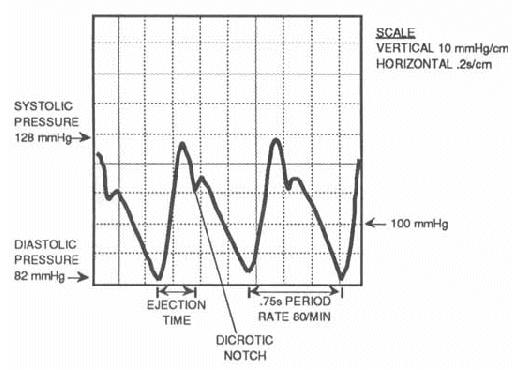 SCALE
VERTICAL 10 mmHg/cm
HORIZONTAL .2s/cm
SYSTOLIC
PRESSURE
128 mmHg
100 mmHg
DIASTOLIC
PRESSURE
82 mmHg
EJECTION
TIME
.75s PERIOD
RATE 80/MIN
DICROTIC
NOTCH